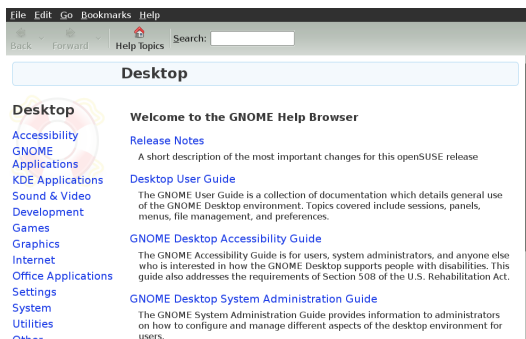 File Edit Go Bookmarks Help
Back Forward Help Topics Search:
Desktop
Desktop
Accessibility
GNOME
Applications
KDE Applications
Sound & Video
Development
Games
Graphics
Internet
Office Applications
Settings
System
Utilities
Other
Welcome to the GNOME Help Browser
Release Notes
A short description of the most important changes for this openSUSE release
Desktop User Guide
The GNOME User Guide is a collection of documentation which details general use
of the GNOME Desktop environment. Topics covered include sessions, panels,
menus, file management, and preferences.
GNOME Desktop Accessibility Guide
The GNOME Accessibility Guide is for users, system administrators, and anyone else
who is interested in how the GNOME Desktop supports people with disabilities. This
guide also addresses the requirements of Section 508 of the U.S. Rehabilitation Act.
GNOME Desktop System Administration Guide
The GNOME System Administration Guide provides information to administrators
on how to configure and manage different aspects of the desktop environment for
users.